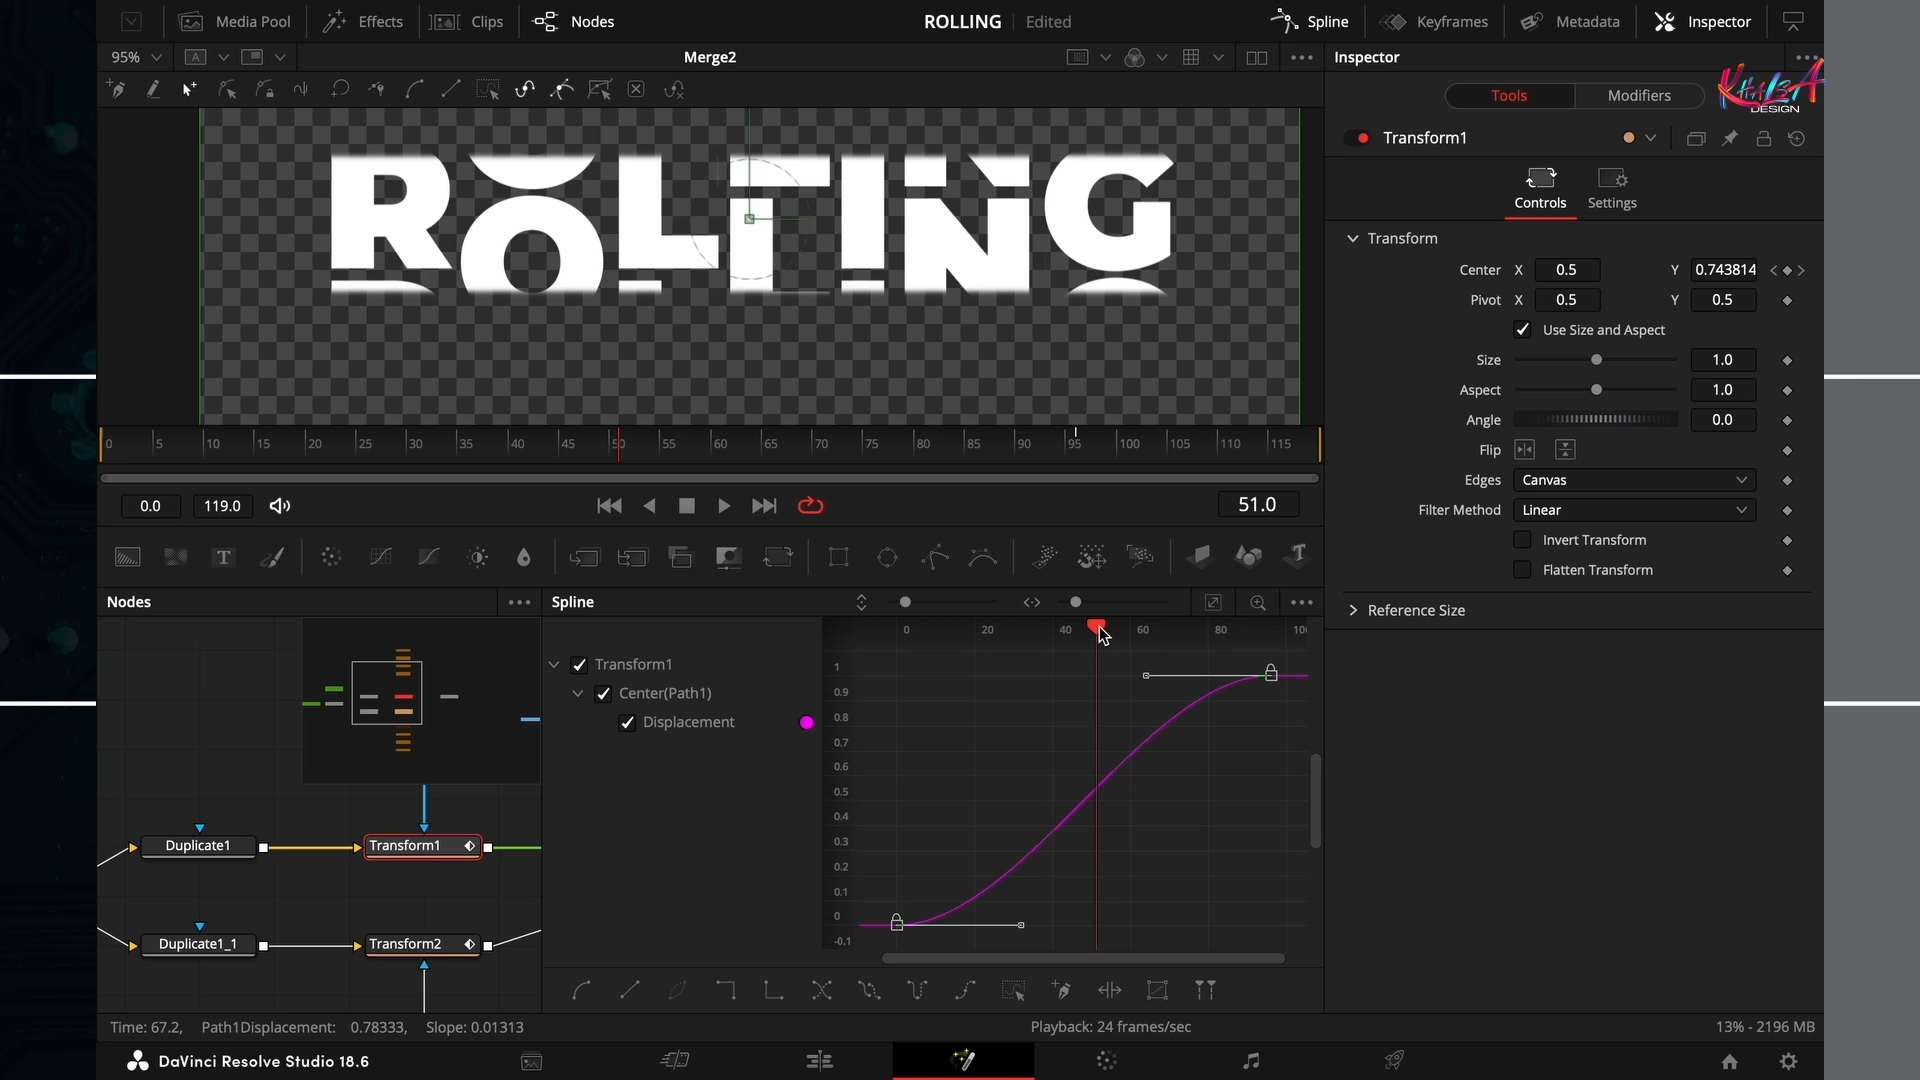 Media Pool Effects Clips Nodes ROLLING Edited Spline Keyframes Metadata Inspector
95% A Merge2 Inspector
KHALSA
DESIGN
Tools Modifiers
Transform1
Controls Settings
Transform
Center X 0.5 Y 0.743814
Pivot X 0.5 Y 0.5
Use Size and Aspect
Size 1.0
Aspect 1.0
Angle 0.0
Flip
Edges Canvas
Filter Method Linear
Invert Transform
Flatten Transform
Reference Size
0 5 10 15 20 25 30 35 40 45 50 55 60 65 70 75 80 85 90 95 100 105 110 115
0.0 119.0 51.0
T T
Nodes Spline
0 20 40 60 80 100
Transform1
Center(Path1)
Displacement
1
0.9
0.8
0.7
0.6
0.5
0.4
0.3
0.2
0.1
0
-0.1
Duplicate1 Transform1
Duplicate1_1 Transform2
Time: 67.2, Path1Displacement: 0.78333, Slope: 0.01313 Playback: 24 frames/sec 13% - 2196 MB
DaVinci Resolve Studio 18.6